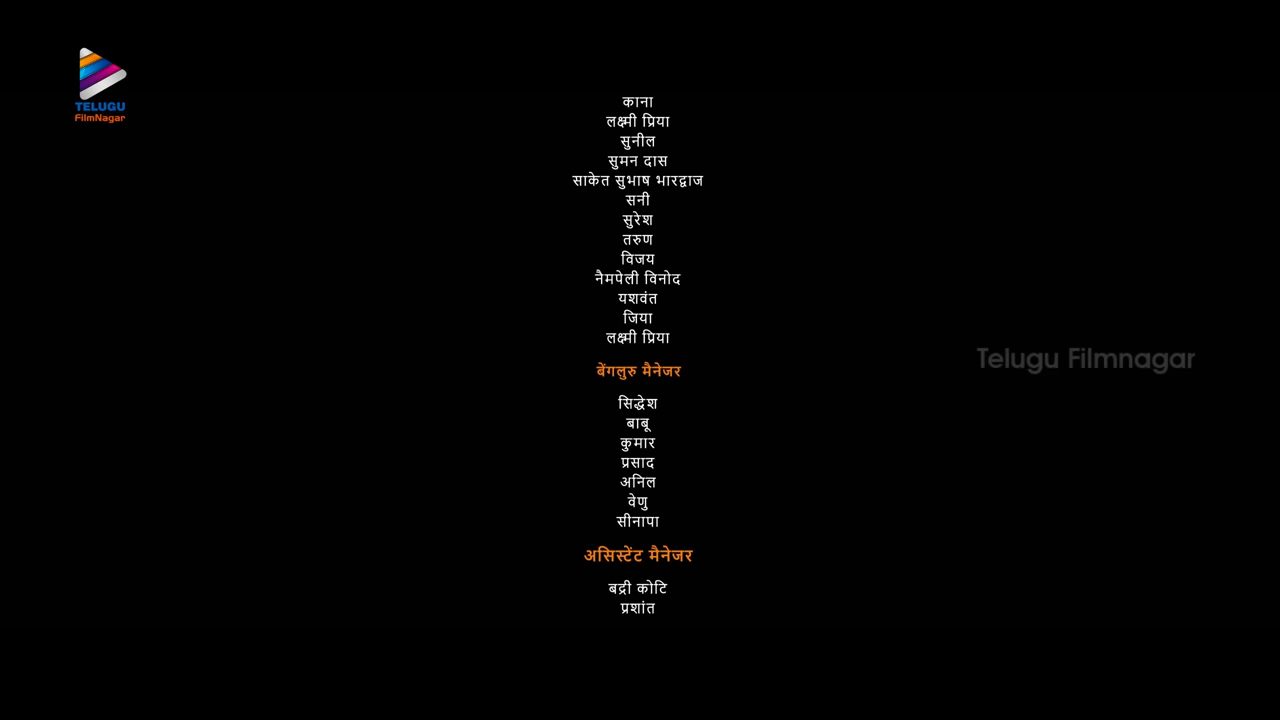 TELUGU
FilmNagar
काना
लक्ष्मी प्रिया
सुनील
सुमन दास
साकेत सुभाष भारद्वाज
सनी
सुरेश
तरुण
विजय
नैमपेली विनोद
यशवंत
जिया
लक्ष्मी प्रिया
Telugu Filmnagar
बेंगलुरु मैनेजर
सिद्धेश
बाबू
कुमार
प्रसाद
अनिल
वेणु
सीनापा
असिस्टेंट मैनेजर
बद्री कोटि
प्रशांत